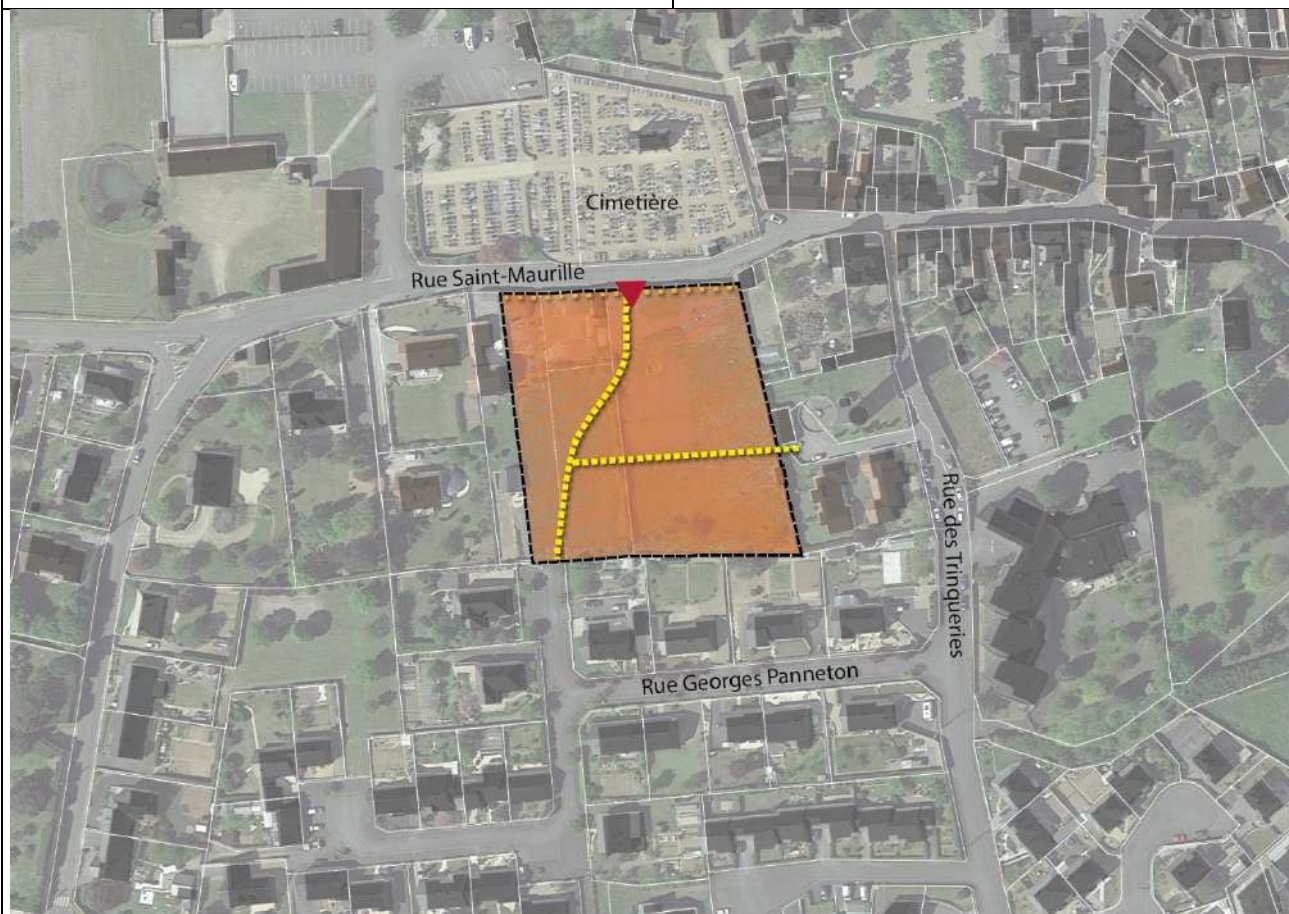 Cimetière
Rue Saint-Maurille
Rue des Trinqueries
Rue Georges Panneton